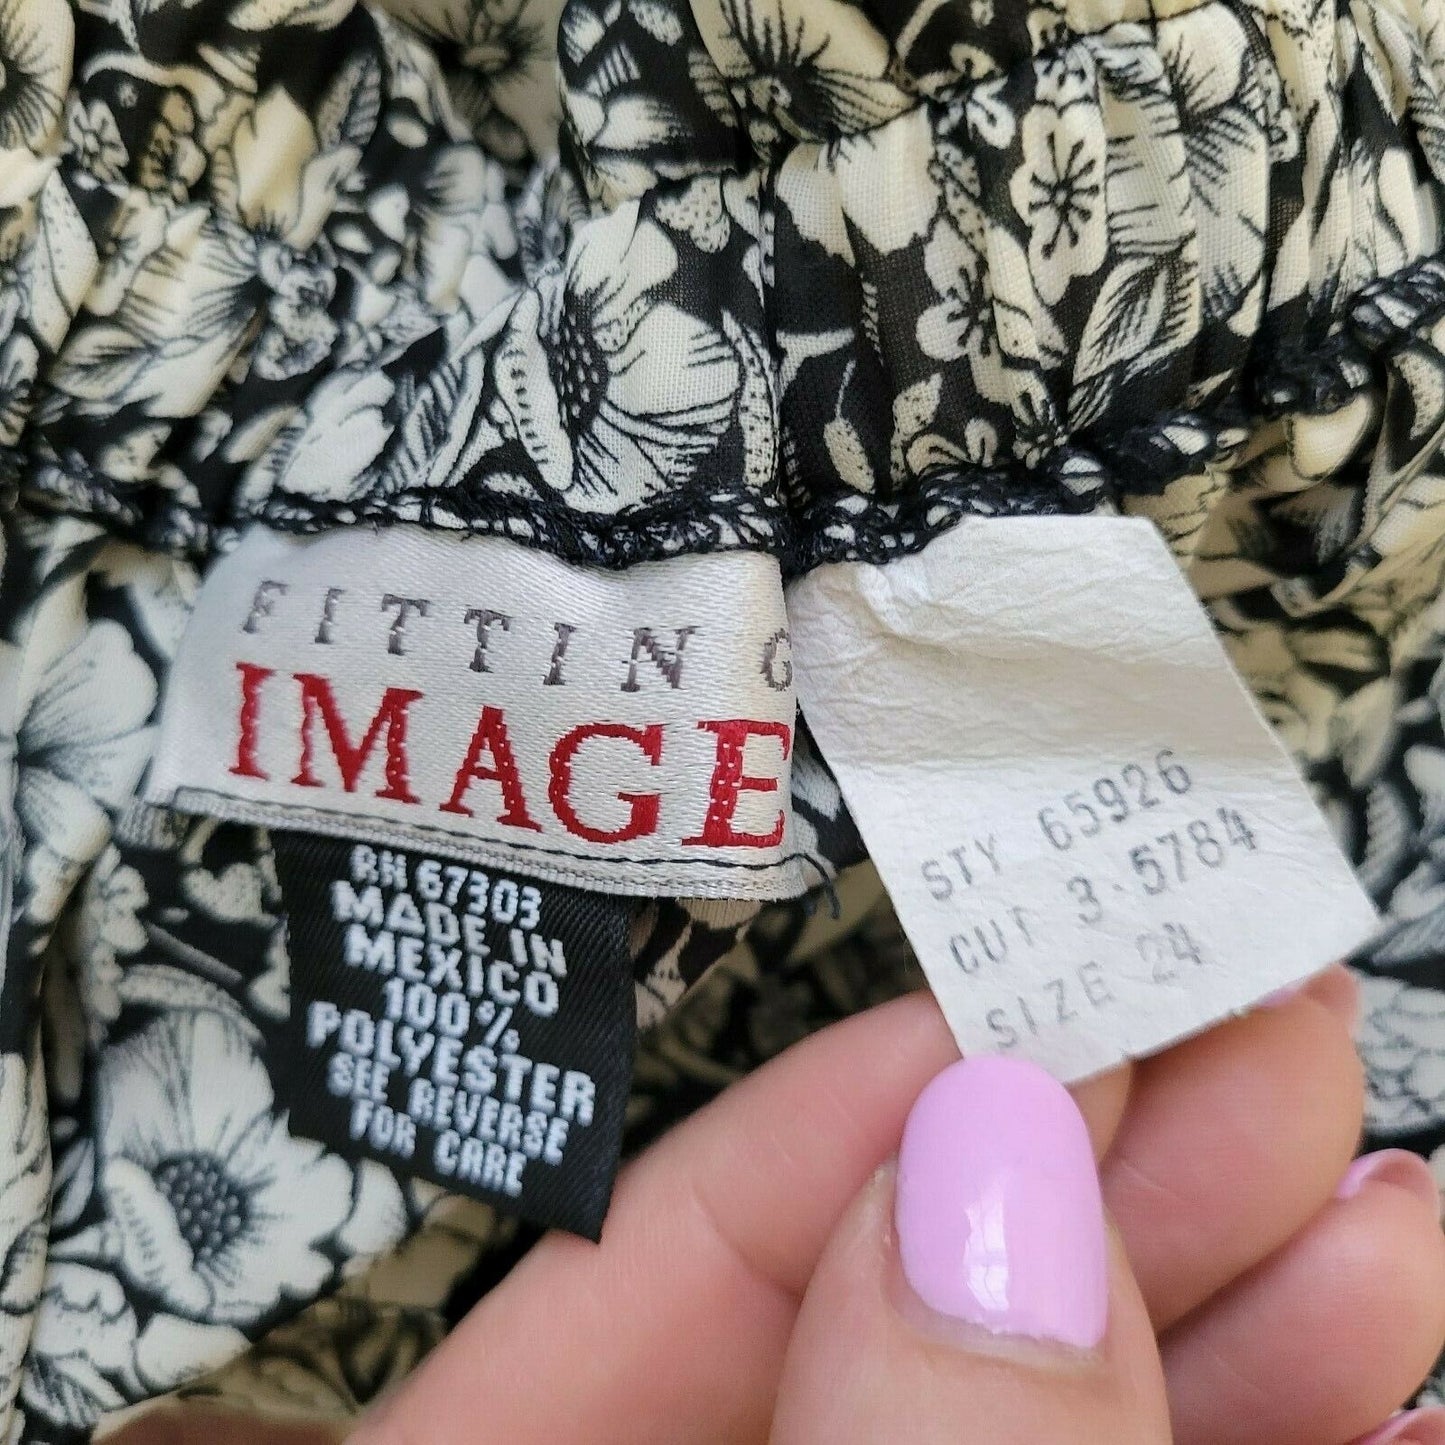 FITTING
IMAGE
RN 67303
MADE IN
MEXICO
100%
POLYESTER
SEE REVERSE
FOR CARE
STY 65926
CUT 3-5784
SIZE 24